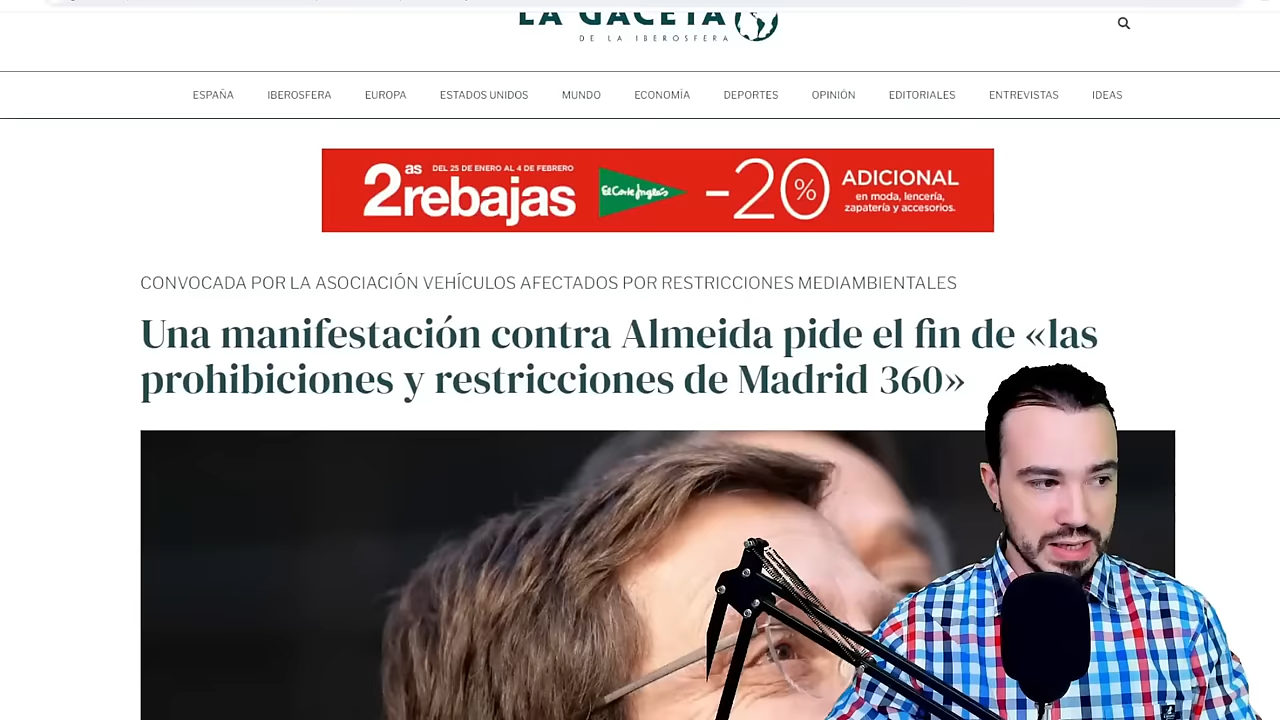 LA GACETA
DE LA IBEROSFERA
ESPAÑA IBEROSFERA EUROPA ESTADOS UNIDOS MUNDO ECONOMÍA DEPORTES OPINIÓN EDITORIALES ENTREVISTAS IDEAS
2as rebajas
DEL 25 DE ENERO AL 4 DE FEBRERO
El Corte Inglés
-20%
ADICIONAL
en moda, lencería,
zapatería y accesorios.
CONVOCADA POR LA ASOCIACIÓN VEHÍCULOS AFECTADOS POR RESTRICCIONES MEDIAMBIENTALES
Una manifestación contra Almeida pide el fin de «las
prohibiciones y restricciones de Madrid 360»